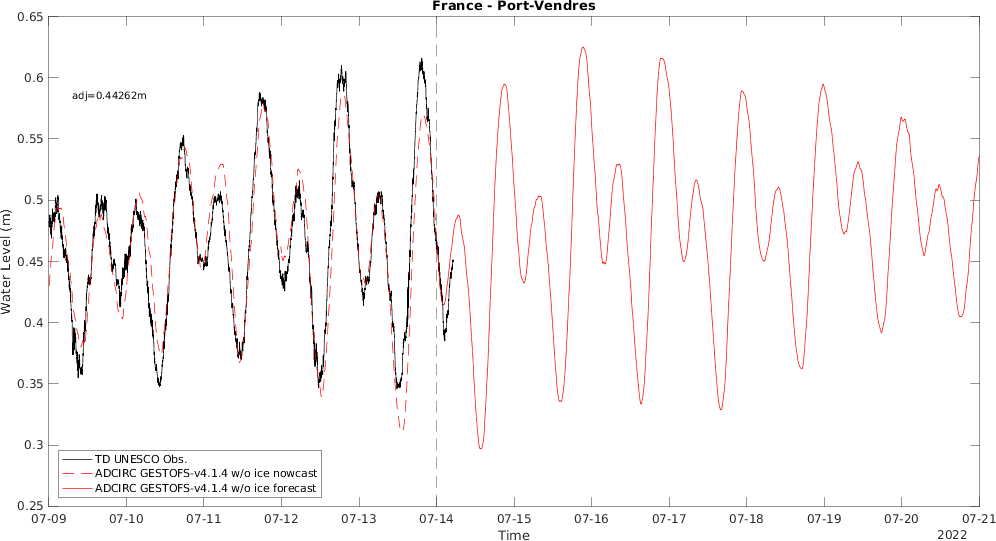 France - Port-Vendres
0.65
0.6
0.55
0.5
0.45
0.4
0.35
0.3
0.25
Water Level (m)
adj=0.44262m
TD UNESCO Obs.
ADCIRC GESTOFS-v4.1.4 w/o ice nowcast
ADCIRC GESTOFS-v4.1.4 w/o ice forecast
07-09 07-10 07-11 07-12 07-13 07-14 07-15 07-16 07-17 07-18 07-19 07-20 07-21
Time
2022